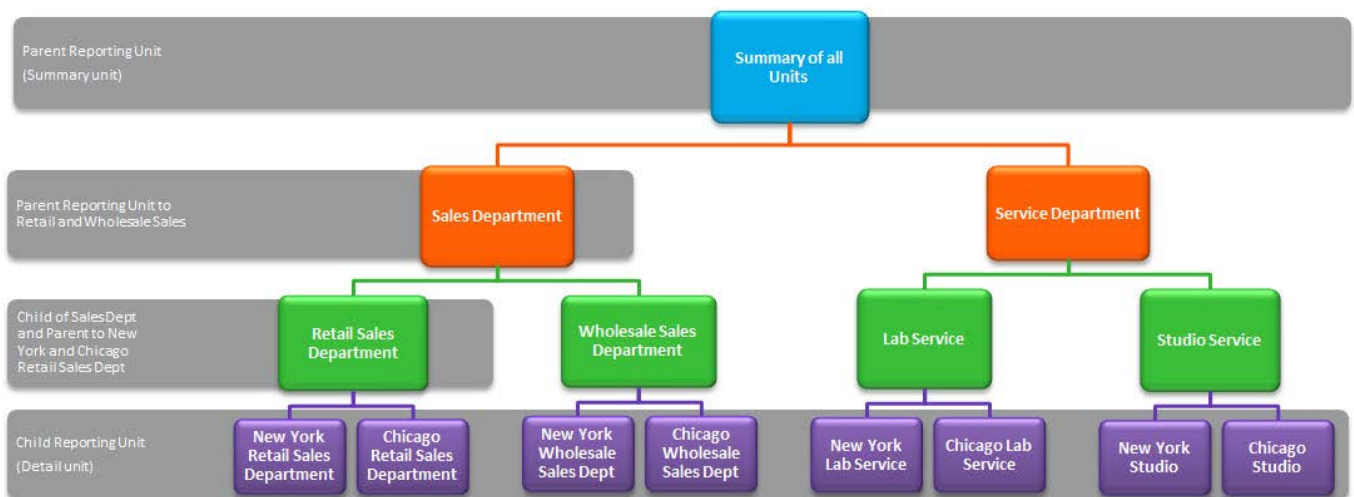 Parent Reporting Unit
(Summary unit)
Summary of all
Units
Parent Reporting Unit to
Retail and Wholesale Sales
Sales Department
Service Department
Child of Sales Dept
and Parent to New
York and Chicago
Retail Sales Dept
Retail Sales
Department
Wholesale Sales
Department
Lab Service
Studio Service
Child Reporting Unit
(Detail unit)
New York
Retail Sales
Department
Chicago
Retail Sales
Department
New York
Wholesale
Sales Dept
Chicago
Wholesale
Sales Dept
New York
Lab Service
Chicago Lab
Service
New York
Studio
Chicago
Studio